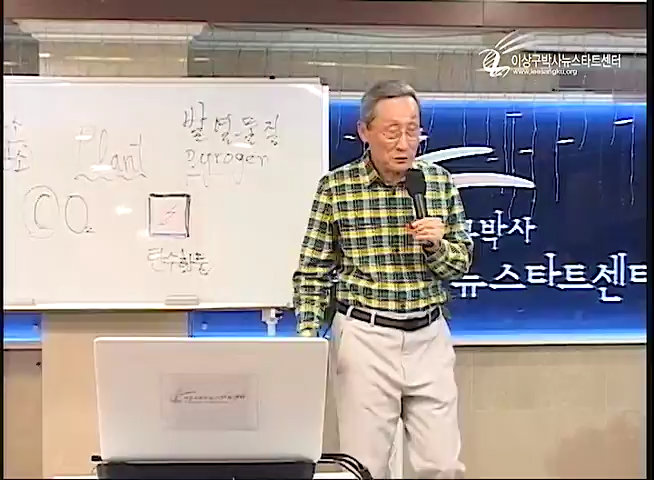 이상구박사뉴스타트센터
www.leesangku.org
발열물질
Pyrogen
Plant
CO₂
탄수화물
구박사
뉴스타트센터